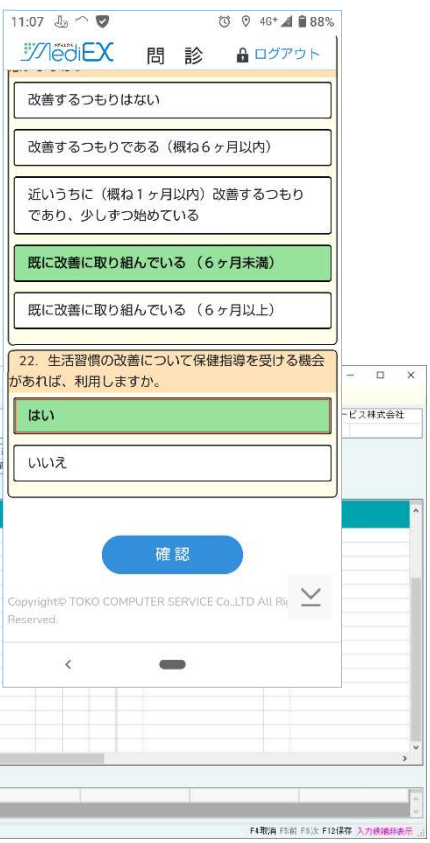 11:07
4G+ 88%
メディエックス
MediEX 問 診 ログアウト
改善するつもりはない
改善するつもりである（概ね６ヶ月以内）
近いうちに（概ね１ヶ月以内）改善するつもり
であり、少しずつ始めている
既に改善に取り組んでいる （６ヶ月未満）
既に改善に取り組んでいる （６ヶ月以上）
22. 生活習慣の改善について保健指導を受ける機会
があれば、利用しますか。
はい
いいえ
確 認
Copyright© TOKO COMPUTER SERVICE Co.,LTD All Ri
Reserved.
ービス株式会社
F4取消 F5前 F6次 F12保存 入力候補非表示